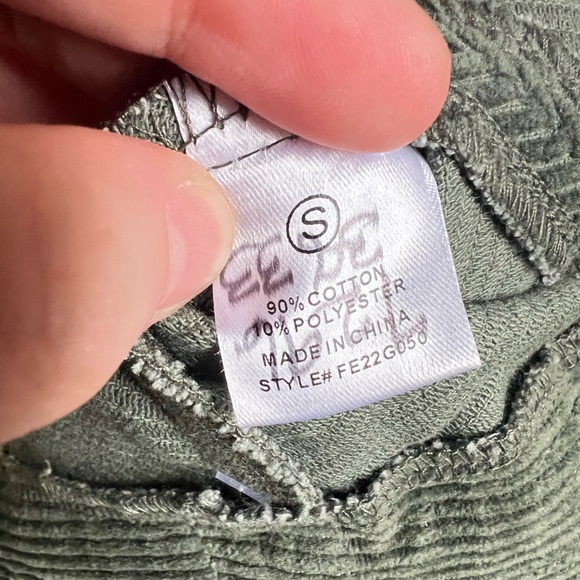 S
90% COTTON
10% POLYESTER
MADE IN CHINA
STYLE# FE22G050